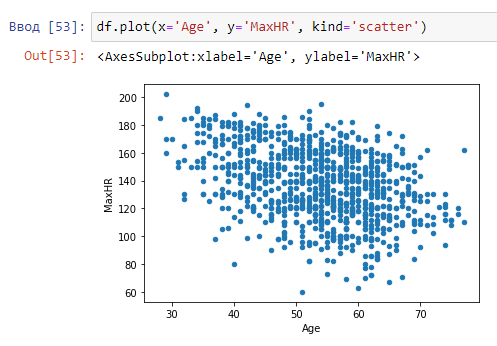 Ввод [53]: df.plot(x='Age', y='MaxHR', kind='scatter')
Out[53]: <AxesSubplot:xlabel='Age', ylabel='MaxHR'>
200
180
160
140
120
100
80
60
MaxHR
30 40 50 60 70
Age